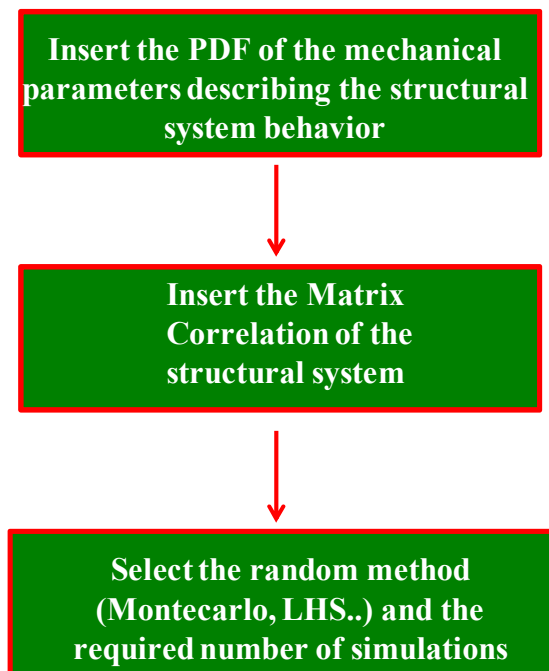 Insert the PDF of the mechanical
parameters describing the structural
system behavior
Insert the Matrix
Correlation of the
structural system
Select the random method
(Montecarlo, LHS..) and the
required number of simulations